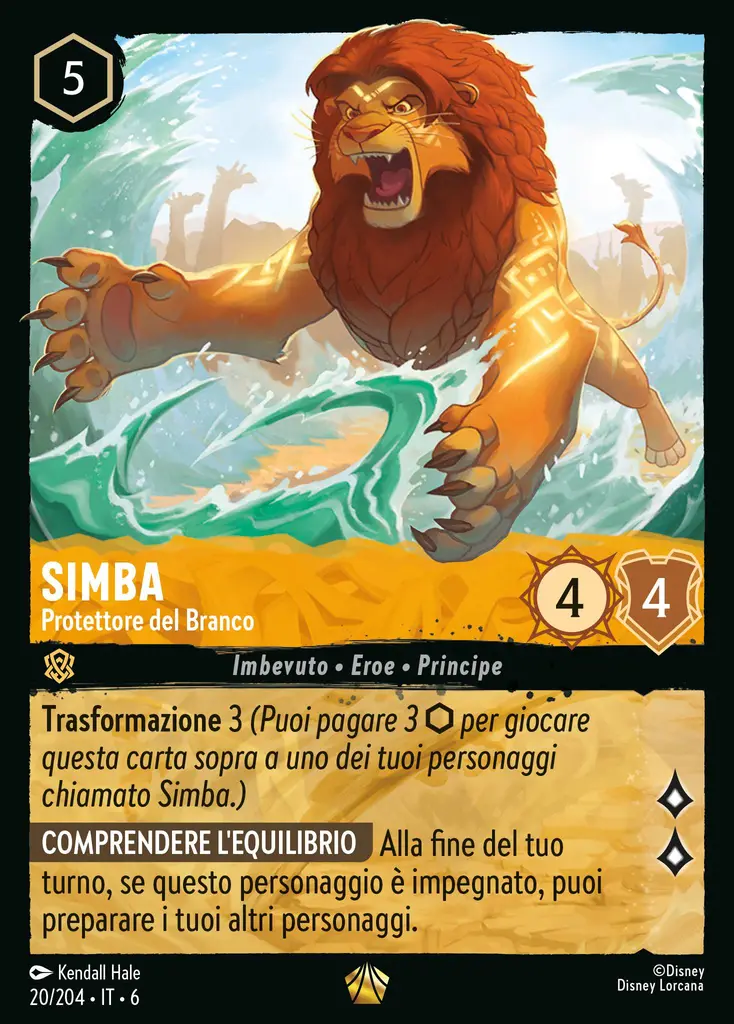 5
SIMBA
Protettore del Branco
4
4
Imbevuto • Eroe • Principe
Trasformazione 3 (Puoi pagare 3 per giocare
questa carta sopra a uno dei tuoi personaggi
chiamato Simba.)
COMPRENDERE L'EQUILIBRIO Alla fine del tuo
turno, se questo personaggio è impegnato, puoi
preparare i tuoi altri personaggi.
Kendall Hale
©Disney
20/204 • IT • 6
Disney Lorcana